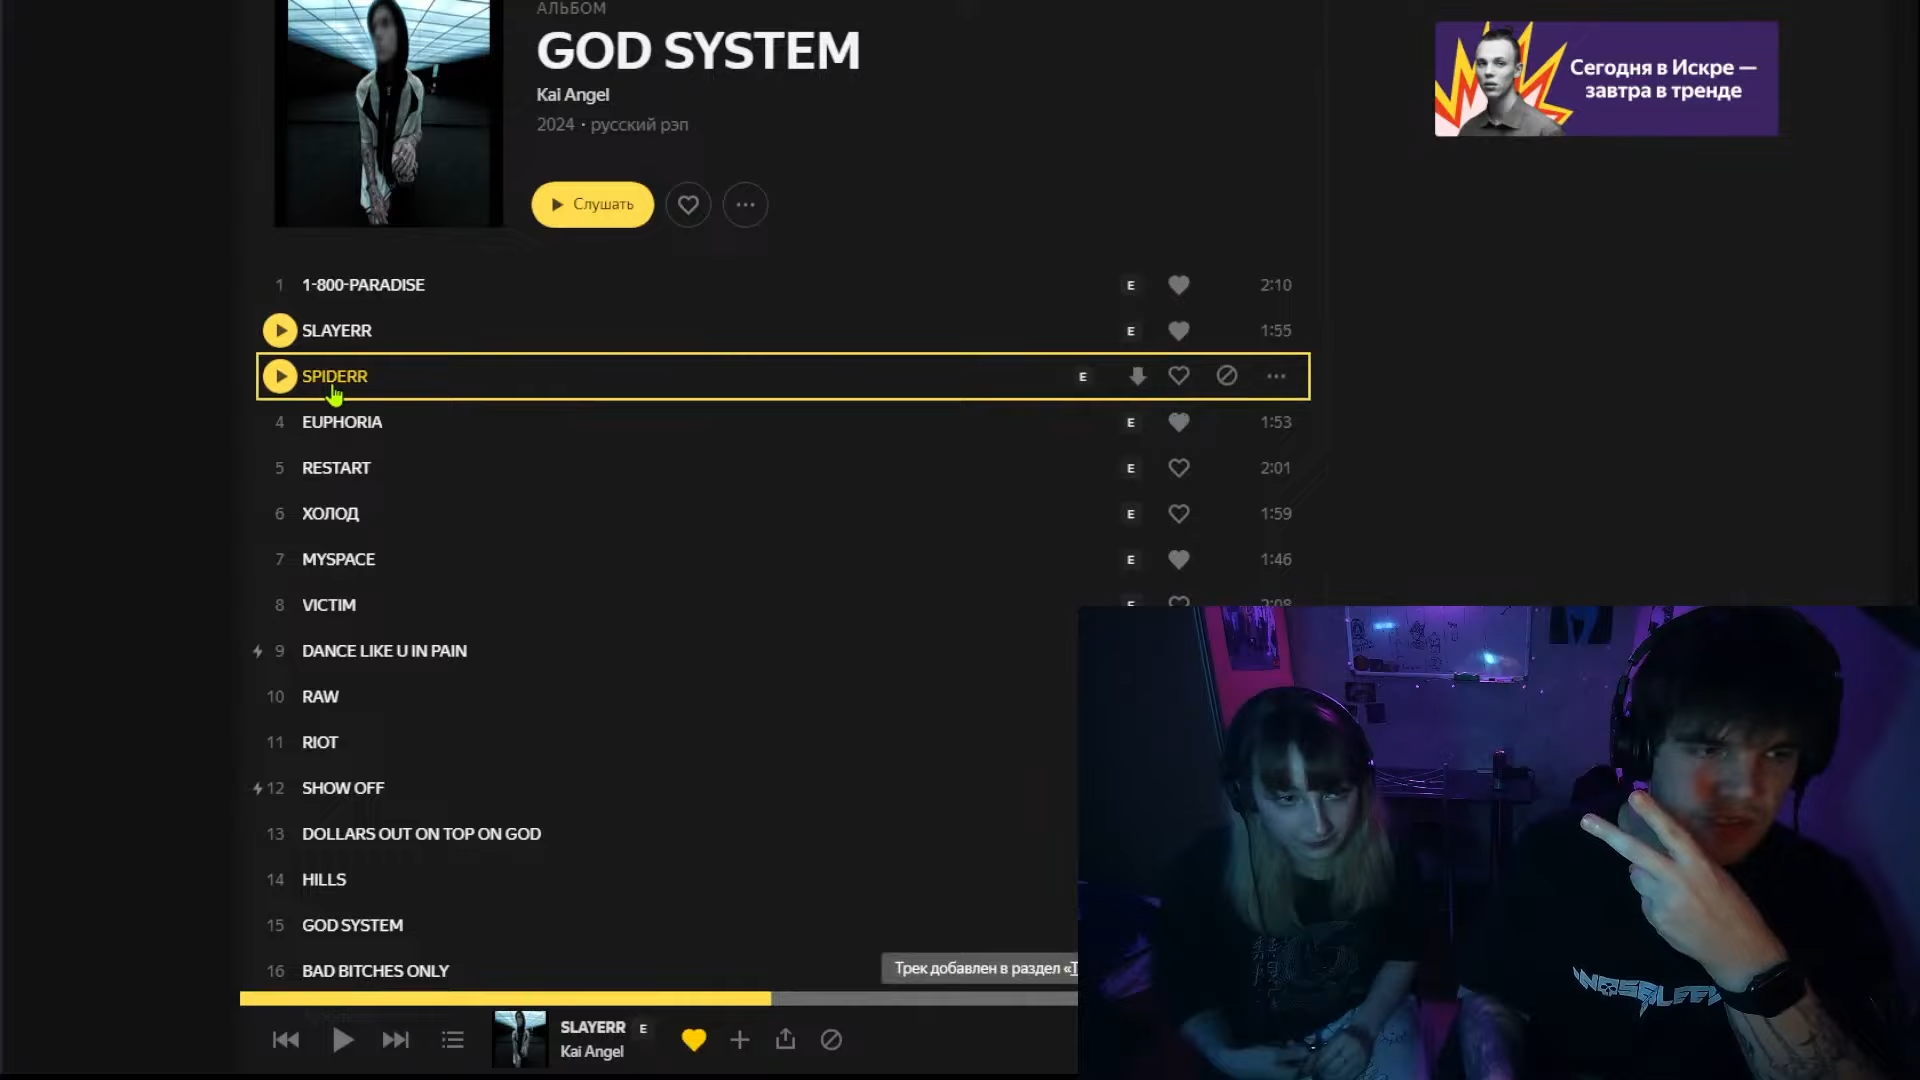 АЛЬБОМ
GOD SYSTEM
Kai Angel
2024 • русский рэп
Слушать
Сегодня в Искре —
завтра в тренде
1 1-800-PARADISE E 2:10
SLAYERR E 1:55
SPIDERR E
4 EUPHORIA E 1:53
5 RESTART E 2:01
6 ХОЛОД E 1:59
7 MYSPACE E 1:46
8 VICTIM E 2:08
9 DANCE LIKE U IN PAIN
10 RAW
11 RIOT
12 SHOW OFF
13 DOLLARS OUT ON TOP ON GOD
14 HILLS
15 GOD SYSTEM
16 BAD BITCHES ONLY
Трек добавлен в раздел «
SLAYERR E
Kai Angel